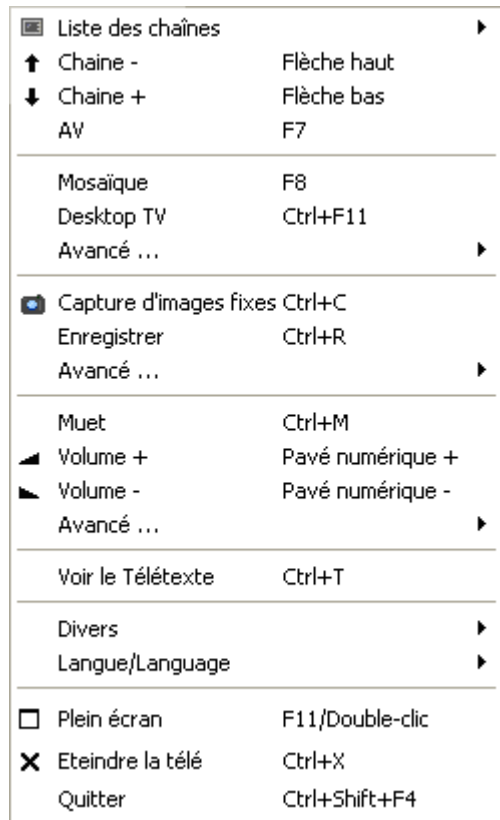 Liste des chaînes
Chaine - Flèche haut
Chaine + Flèche bas
AV F7
Mosaïque F8
Desktop TV Ctrl+F11
Avancé ...
Capture d'images fixes Ctrl+C
Enregistrer Ctrl+R
Avancé ...
Muet Ctrl+M
Volume + Pavé numérique +
Volume - Pavé numérique -
Avancé ...
Voir le Télétexte Ctrl+T
Divers
Langue/Language
Plein écran F11/Double-clic
Eteindre la télé Ctrl+X
Quitter Ctrl+Shift+F4